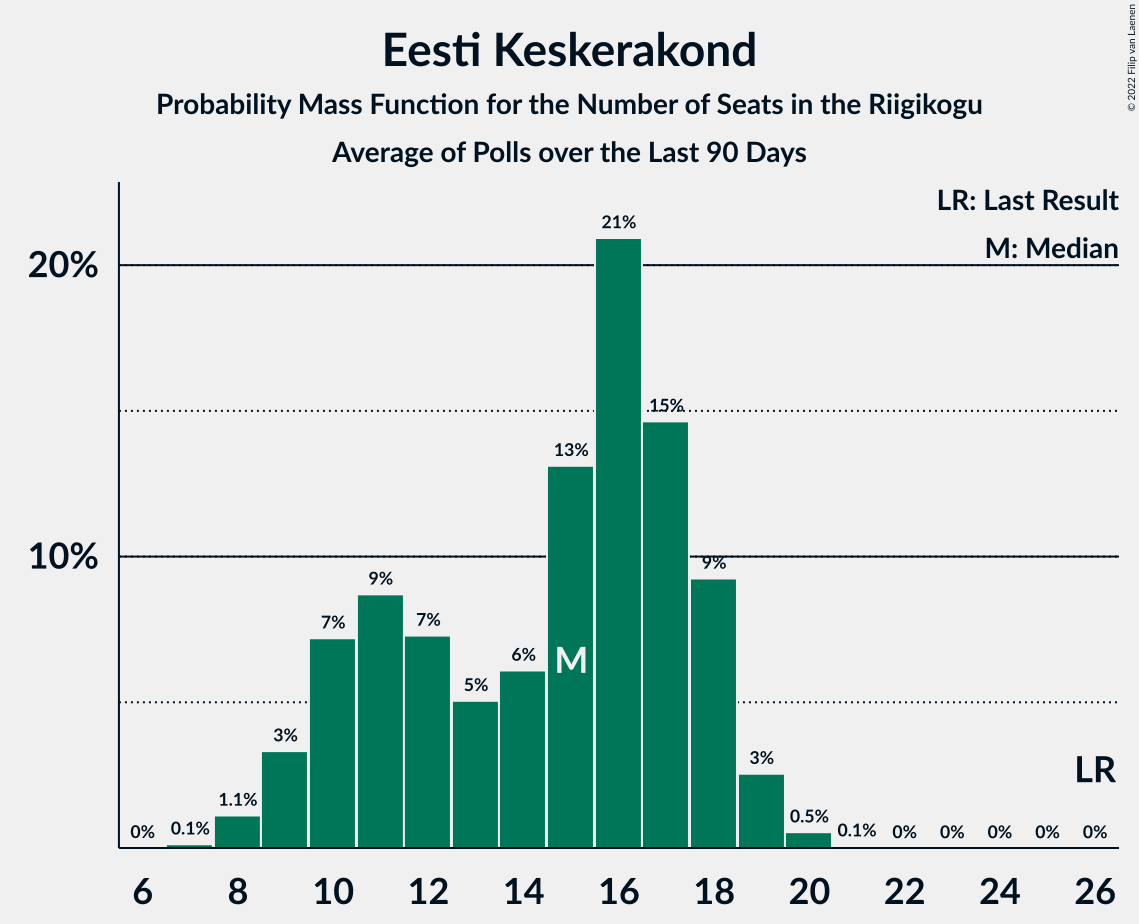 Eesti Keskerakond
Probability Mass Function for the Number of Seats in the Riigikogu
Average of Polls over the Last 90 Days
© 2022 Filip van Laenen
LR: Last Result
M: Median
20%
10%
0%
0.1%
1.1%
3%
7%
9%
7%
5%
6%
13%
21%
15%
9%
3%
0.5%
0.1%
0%
0%
0%
0%
0%
M
LR
6 8 10 12 14 16 18 20 22 24 26